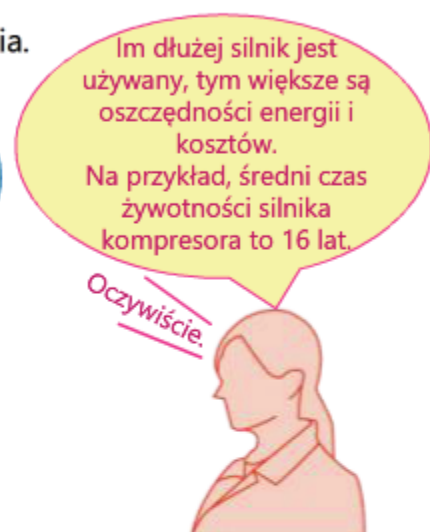 ia.
Im dłużej silnik jest
używany, tym większe są
oszczędności energii i
kosztów.
Na przykład, średni czas
żywotności silnika
kompresora to 16 lat.
Oczywiście.